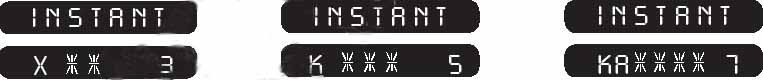 INSTANT
X ** 3
INSTANT
K *** 5
INSTANT
KA**** 7